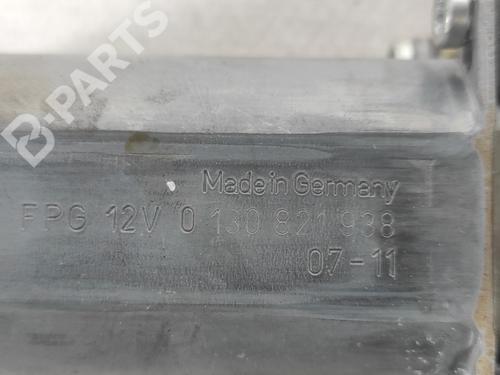 B-PARTS
Made in Germany
FPG 12V 0 130 821 938
07-11